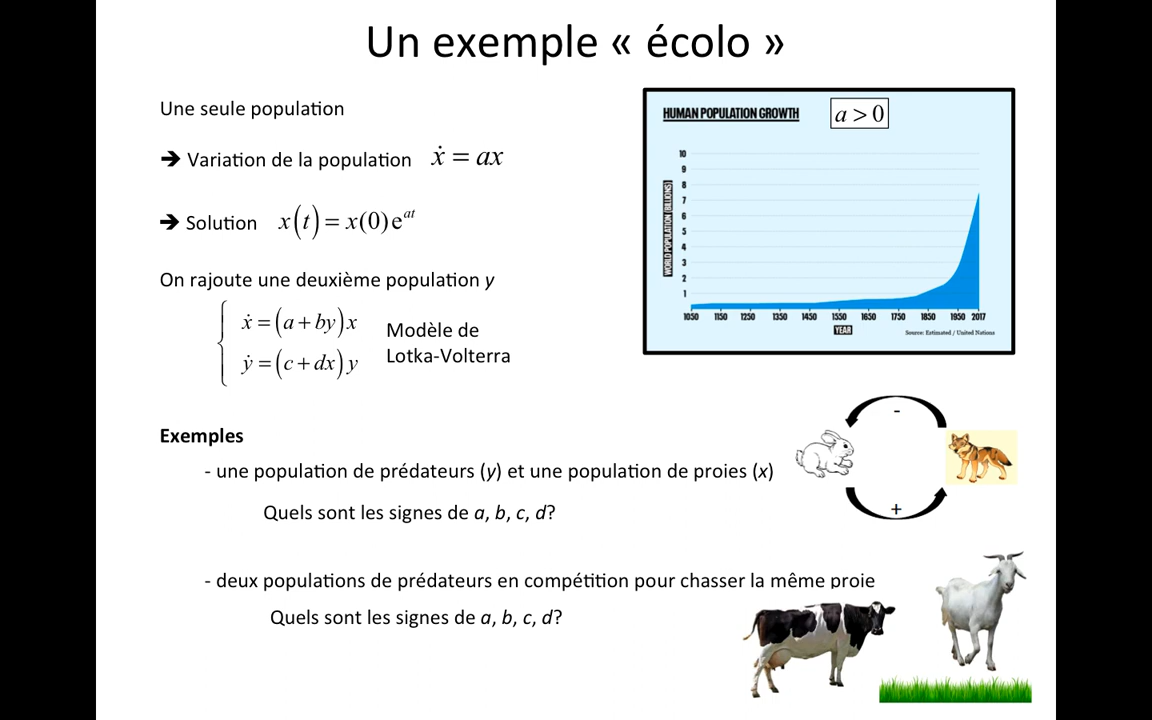 Un exemple « écolo »
Une seule population
➔ Variation de la population ẋ = ax
➔ Solution x(t) = x(0)e^{at}
On rajoute une deuxième population y
ẋ = (a + by)x
ẏ = (c + dx)y
Modèle de
Lotka-Volterra
HUMAN POPULATION GROWTH
a > 0
WORLD POPULATION (BILLIONS)
10
9
8
7
6
5
4
3
2
1
1050 1150 1250 1350 1450 1550 1650 1750 1850 1950 2017
YEAR
Source: Estimated / United Nations
Exemples
- une population de prédateurs (y) et une population de proies (x)
Quels sont les signes de a, b, c, d?
-
+
- deux populations de prédateurs en compétition pour chasser la même proie
Quels sont les signes de a, b, c, d?